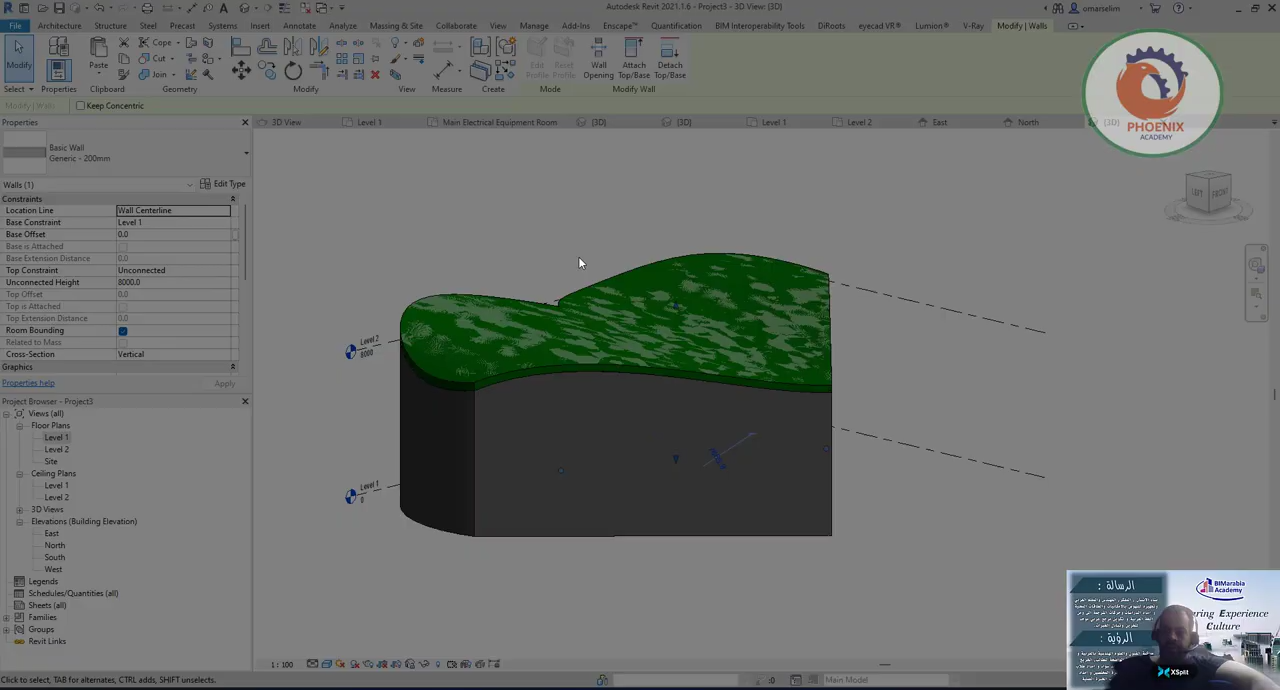 Autodesk Revit 2021.1.6 - Project3 - 3D View: {3D}
omarselim
File
Architecture
Structure
Steel
Precast
Systems
Insert
Annotate
Analyze
Massing & Site
Collaborate
View
Manage
Add-Ins
Enscape™
Quantification
BIM Interoperability Tools
DiRoots
eyecad VR®
Lumion®
V-Ray
Modify | Walls
Modify
Paste
Cope
Cut
Join
Edit Profile
Reset Profile
Wall Opening
Attach Top/Base
Detach Top/Base
Select
Properties
Clipboard
Geometry
Modify
View
Measure
Create
Mode
Modify Wall
Modify | Walls
Keep Concentric
Properties
3D View
Level 1
Main Electrical Equipment Room
{3D}
{3D}
Level 1
Level 2
East
North
{3D}
PHOENIX
ACADEMY
Basic Wall
Generic - 200mm
Walls (1)
Edit Type
Constraints
Location Line Wall Centerline
Base Constraint Level 1
Base Offset 0.0
Base is Attached
Base Extension Distance 0.0
Top Constraint Unconnected
Unconnected Height 8000.0
Top Offset 0.0
Top is Attached
Top Extension Distance 0.0
Room Bounding
Related to Mass
Cross-Section Vertical
Graphics
Properties help
Apply
Project Browser - Project3
Views (all)
Floor Plans
Level 1
Level 2
Site
Ceiling Plans
Level 1
Level 2
3D Views
Elevations (Building Elevation)
East
North
South
West
Legends
Schedules/Quantities (all)
Sheets (all)
Families
Groups
Revit Links
LEFT
FRONT
Level 2
8000
Level 1
0
1 : 100
Click to select, TAB for alternates, CTRL adds, SHIFT unselects.
:0
Main Model
الرسالة :
الرؤية :
BIMarabia
Academy
Experience
Culture
XSplit